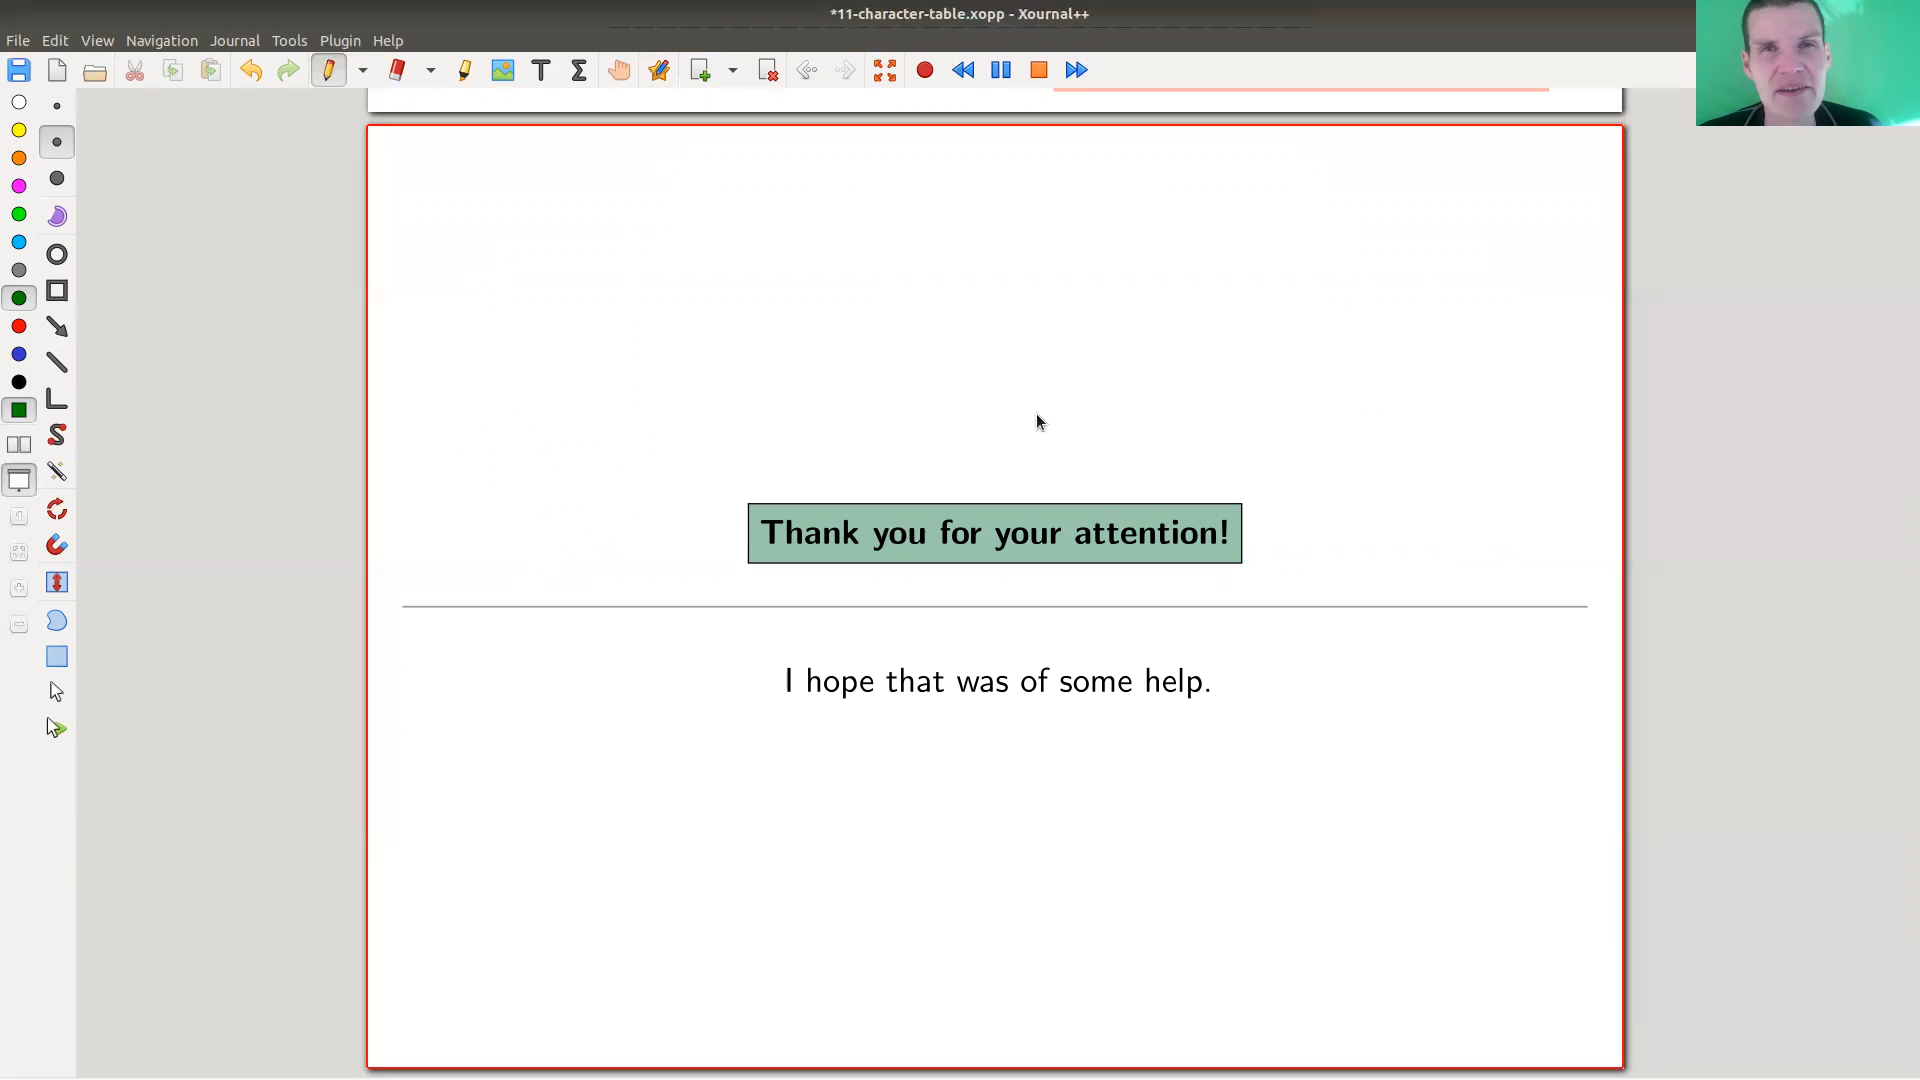 *11-character-table.xopp - Xournal++
File Edit View Navigation Journal Tools Plugin Help
Thank you for your attention!
I hope that was of some help.